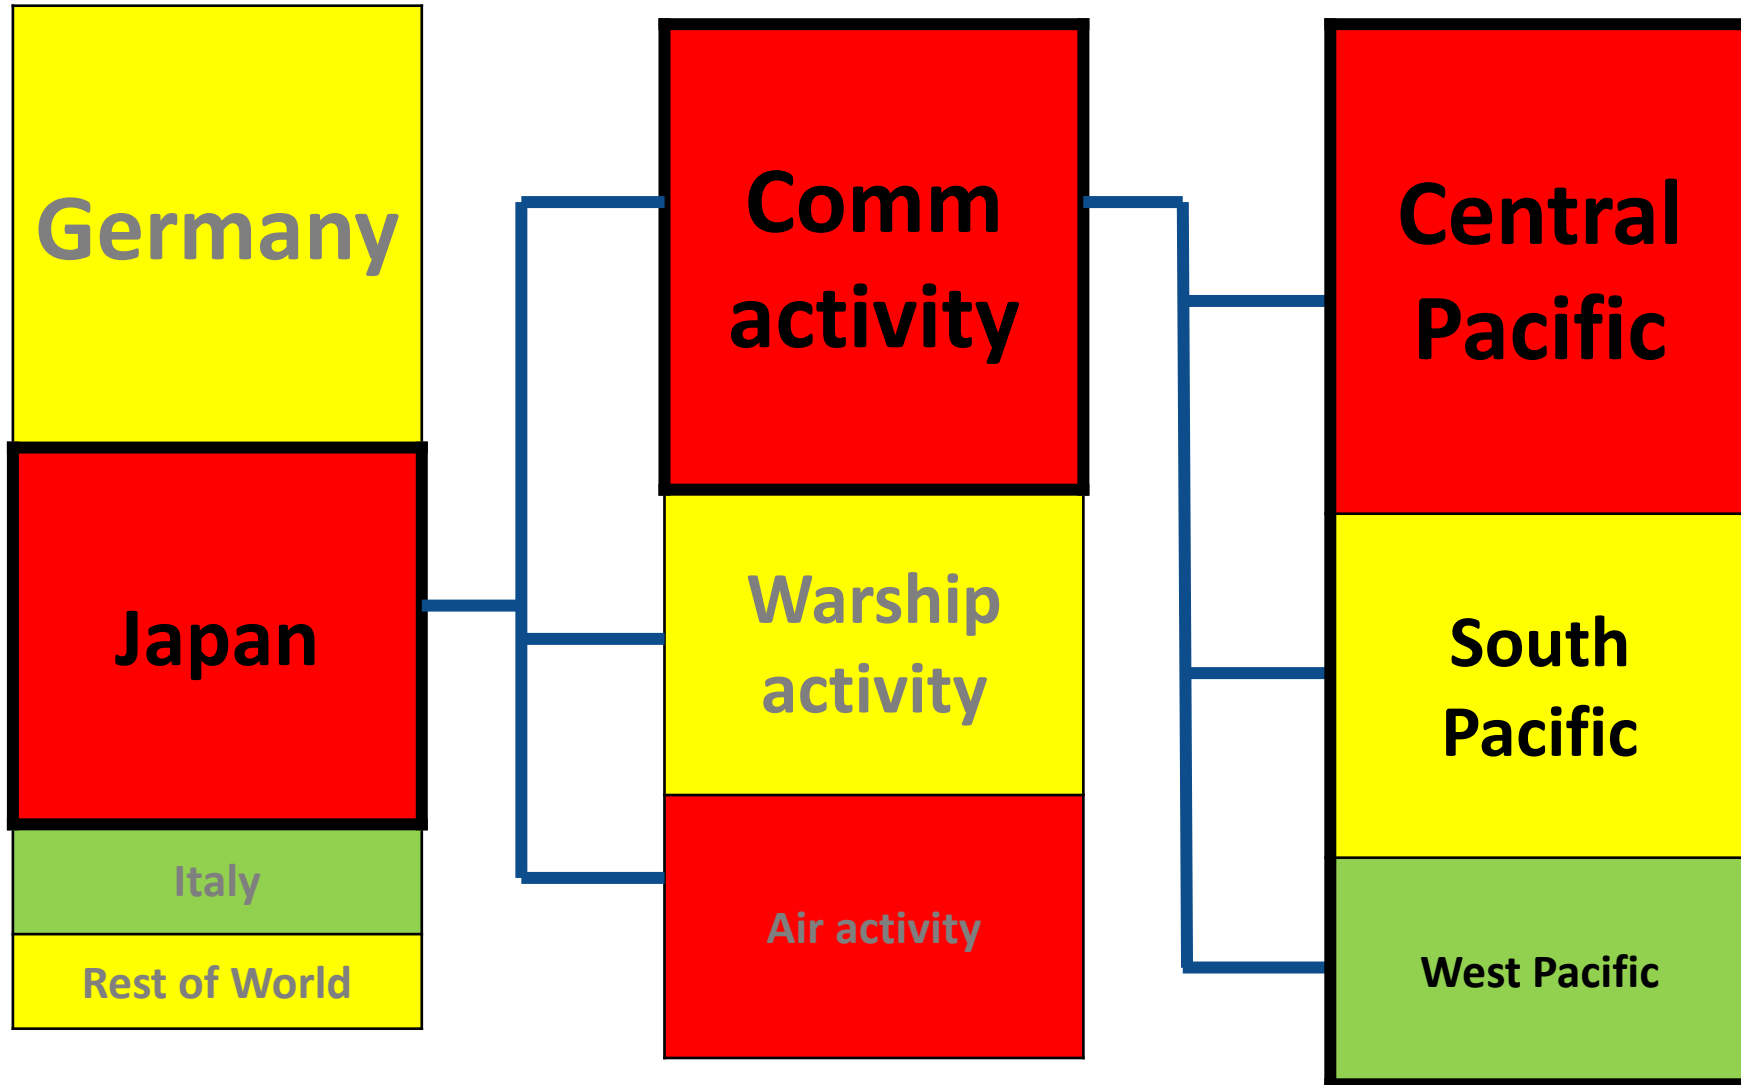 Germany
Japan
Italy
Rest of World
Comm
activity
Warship
activity
Air activity
Central
Pacific
South
Pacific
West Pacific